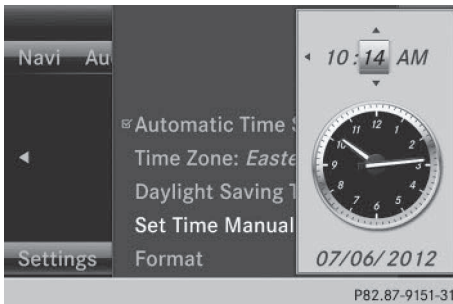 Navi Au
10:14 AM
Automatic Time
Time Zone: Easte
Daylight Saving
Set Time Manual
Settings
Format
12
1
2
3
4
5
6
7
8
9
10
11
07/06/2012
P82.87-9151-31